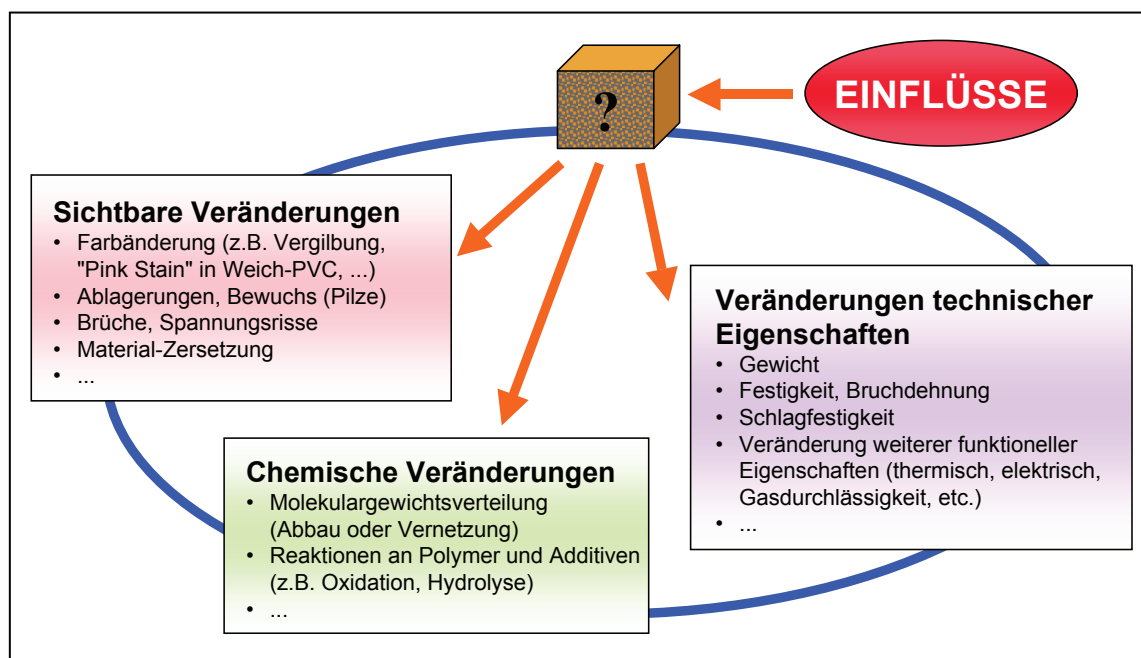 ?
EINFLÜSSE
Sichtbare Veränderungen
• Farbänderung (z.B. Vergilbung,
"Pink Stain" in Weich-PVC, ...)
• Ablagerungen, Bewuchs (Pilze)
• Brüche, Spannungsrisse
• Material-Zersetzung
• ...
Veränderungen technischer
Eigenschaften
• Gewicht
• Festigkeit, Bruchdehnung
• Schlagfestigkeit
• Veränderung weiterer funktioneller
Eigenschaften (thermisch, elektrisch,
Gasdurchlässigkeit, etc.)
• ...
Chemische Veränderungen
• Molekulargewichtsverteilung
(Abbau oder Vernetzung)
• Reaktionen an Polymer und Additiven
(z.B. Oxidation, Hydrolyse)
• ...